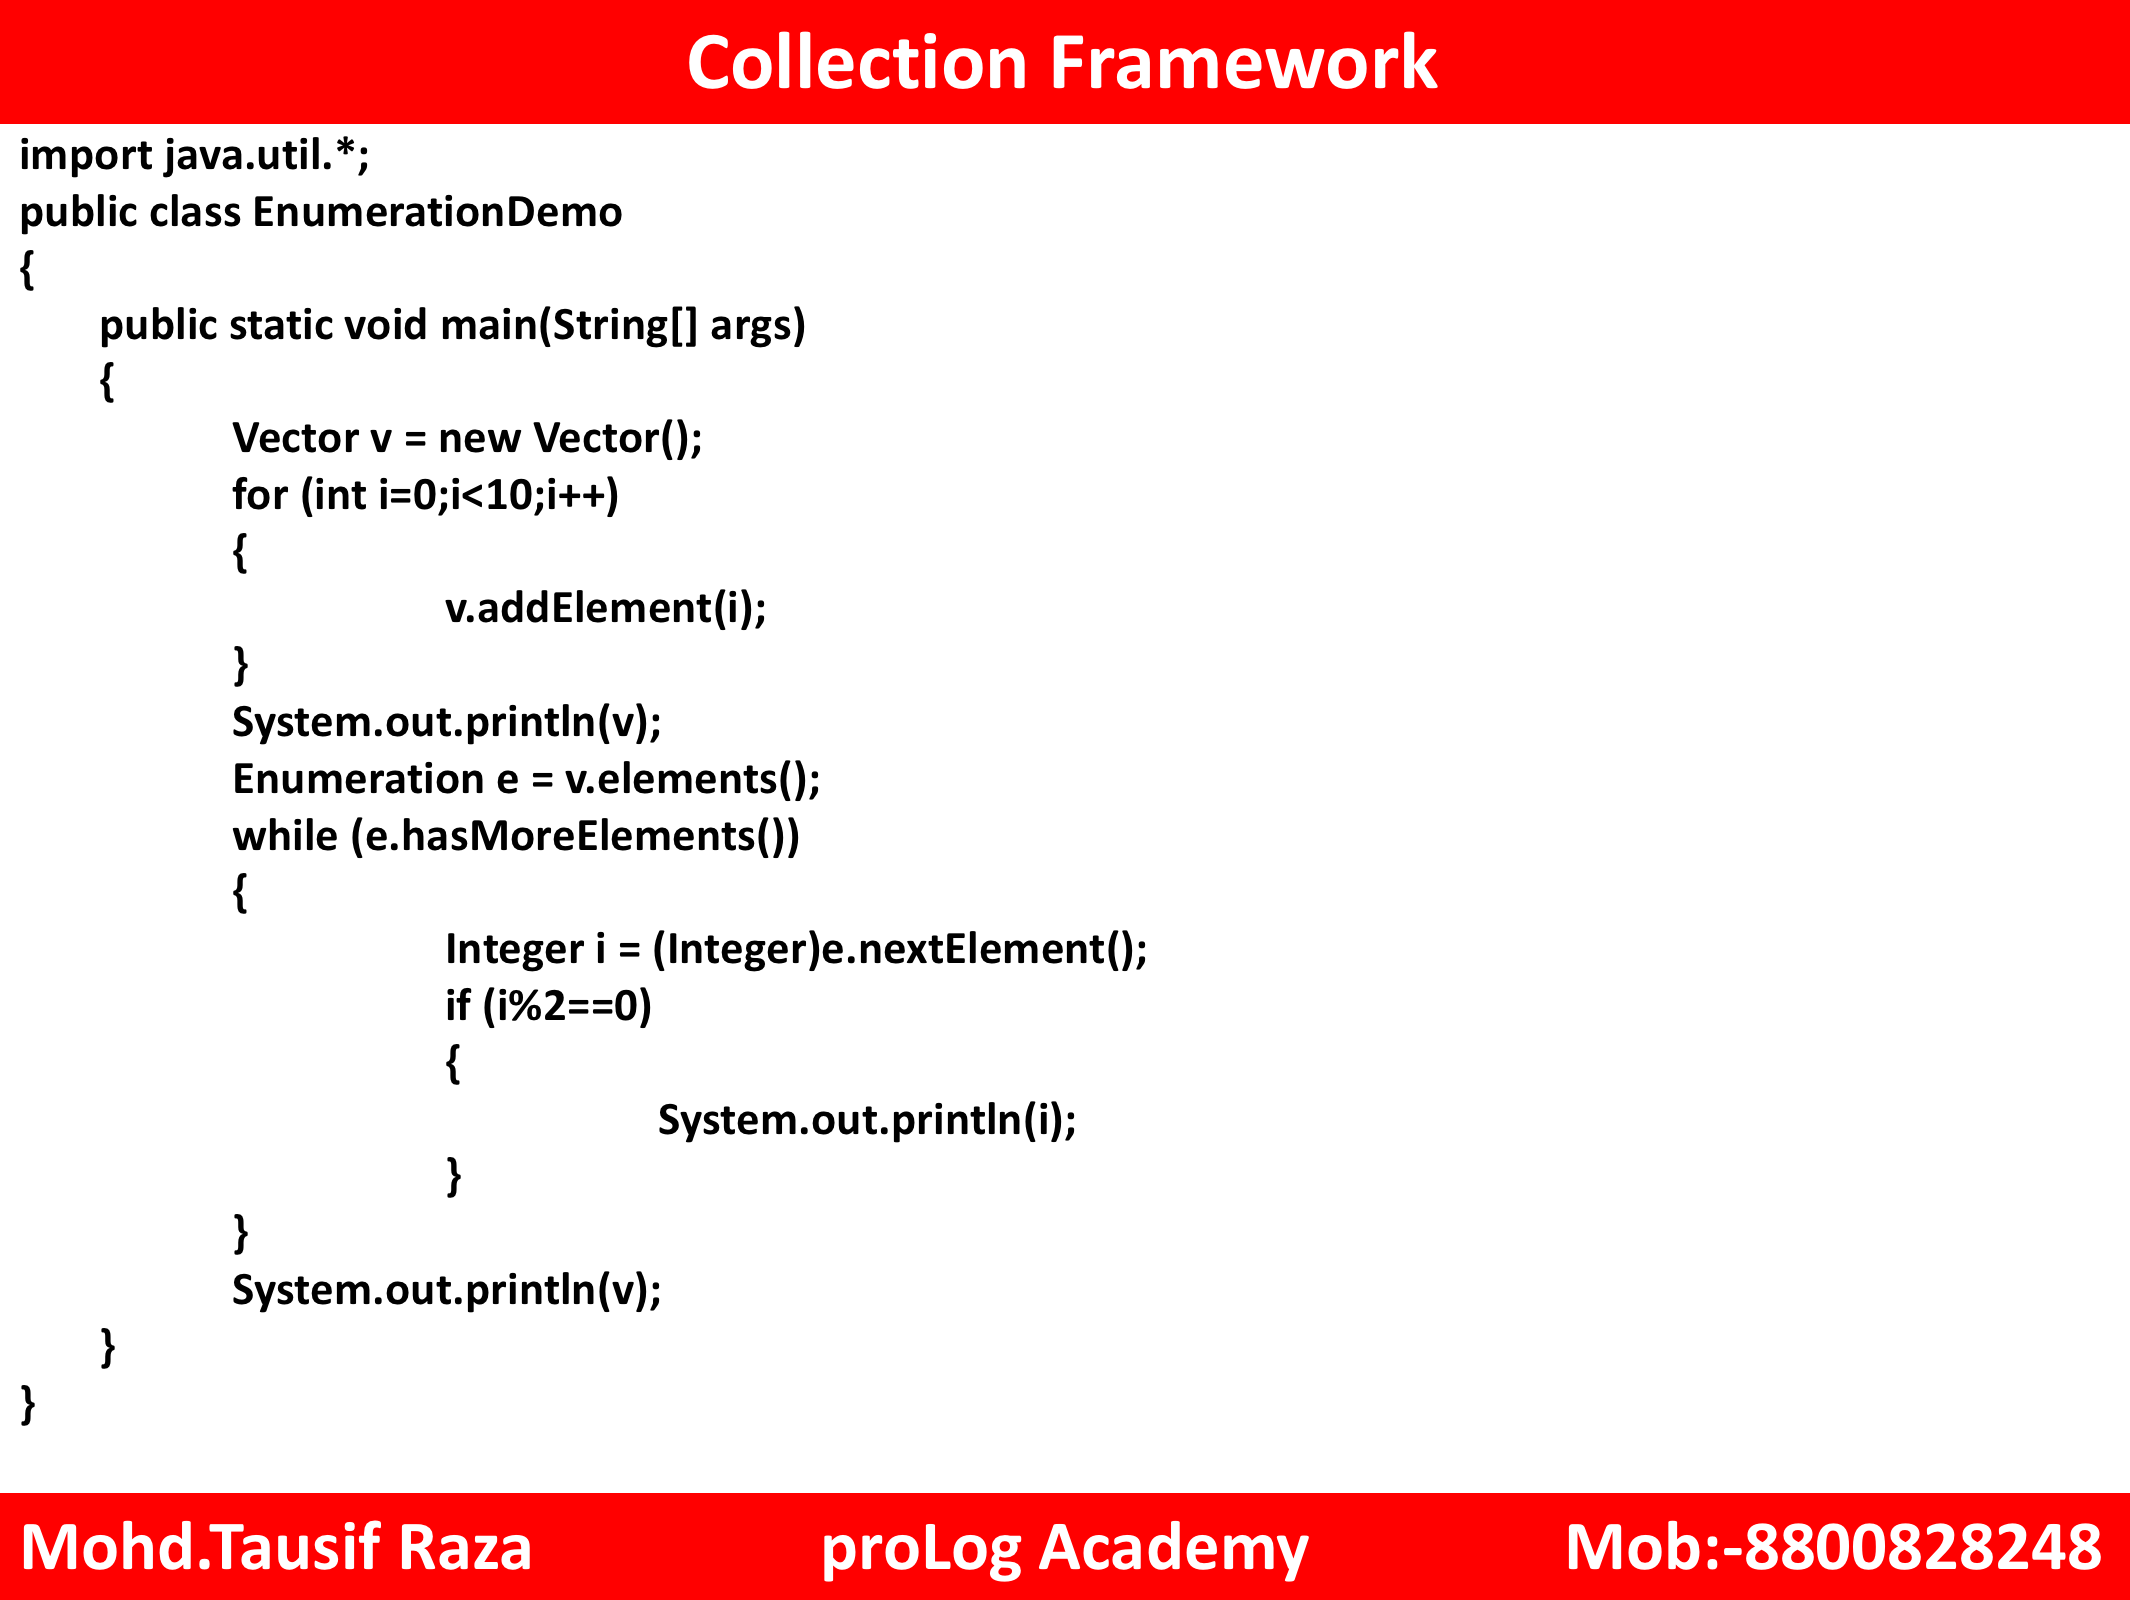 Collection Framework
import java.util.*;
public class EnumerationDemo
{
public static void main(String[] args)
{
Vector v = new Vector();
for (int i=0;i<10;i++)
{
v.addElement(i);
}
System.out.println(v);
Enumeration e = v.elements();
while (e.hasMoreElements())
{
Integer i = (Integer)e.nextElement();
if (i%2==0)
{
System.out.println(i);
}
}
System.out.println(v);
}
}
Mohd.Tausif Raza proLog Academy Mob:-8800828248